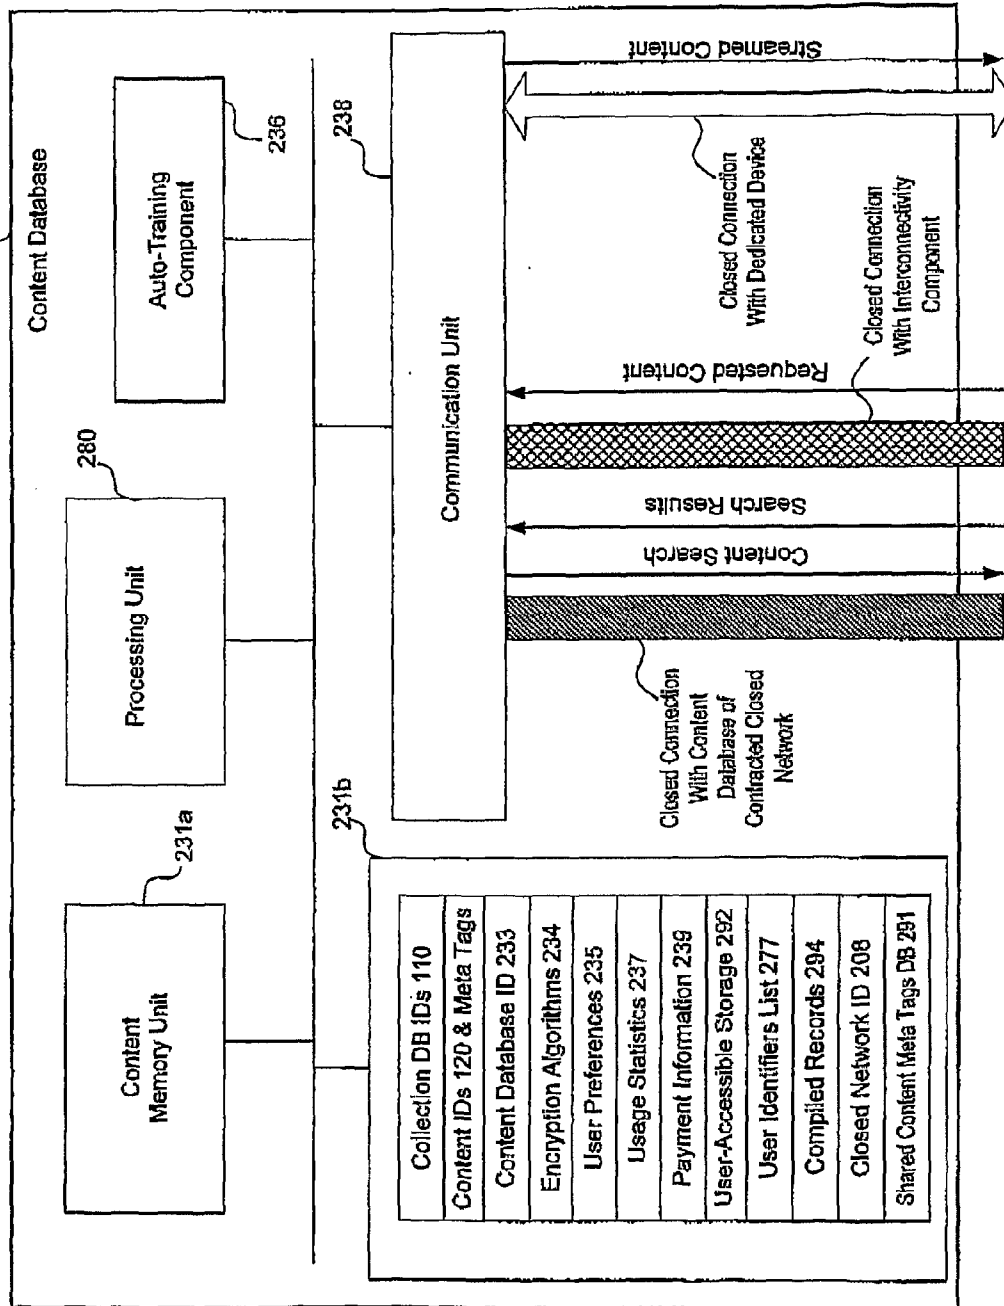 Content Database
Content
Memory Unit
231a
Processing Unit
280
Auto-Training
Component
236
231b
Collection DB IDs 110
Content IDs 120 & Meta Tags
Content Database ID 233
Encryption Algorithms 234
User Preferences 235
Usage Statistics 237
Payment Information 239
User-Accessible Storage 292
User Identifiers List 277
Compiled Records 294
Closed Network ID 208
Shared Content Meta Tags DB 291
Communication Unit
238
Closed Connection
With Content
Database of
Contracted Closed
Network
Content Search
Search Results
Requested Content
Closed Connection
With Interconnectivity
Component
Closed Connection
With Dedicated Device
Streamed Content